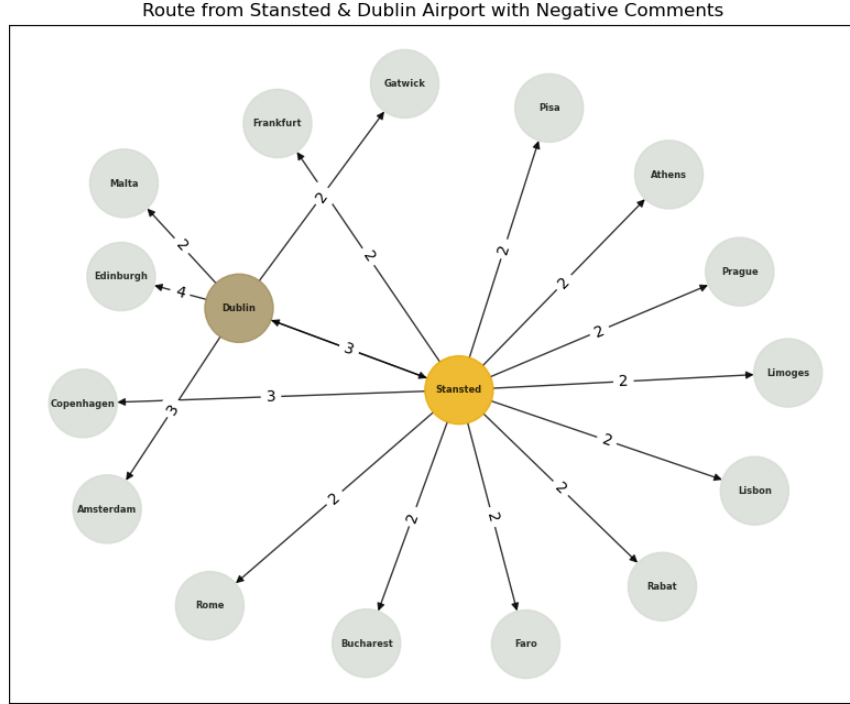 Route from Stansted & Dublin Airport with Negative Comments
Gatwick
Pisa
Frankfurt
Athens
Malta
2
2
2
2
2
Edinburgh
Prague
4
2
Dublin
3
2
Limoges
Stansted
Copenhagen
3
3
2
Lisbon
Amsterdam
2
2
2
2
Rabat
Rome
Bucharest
Faro